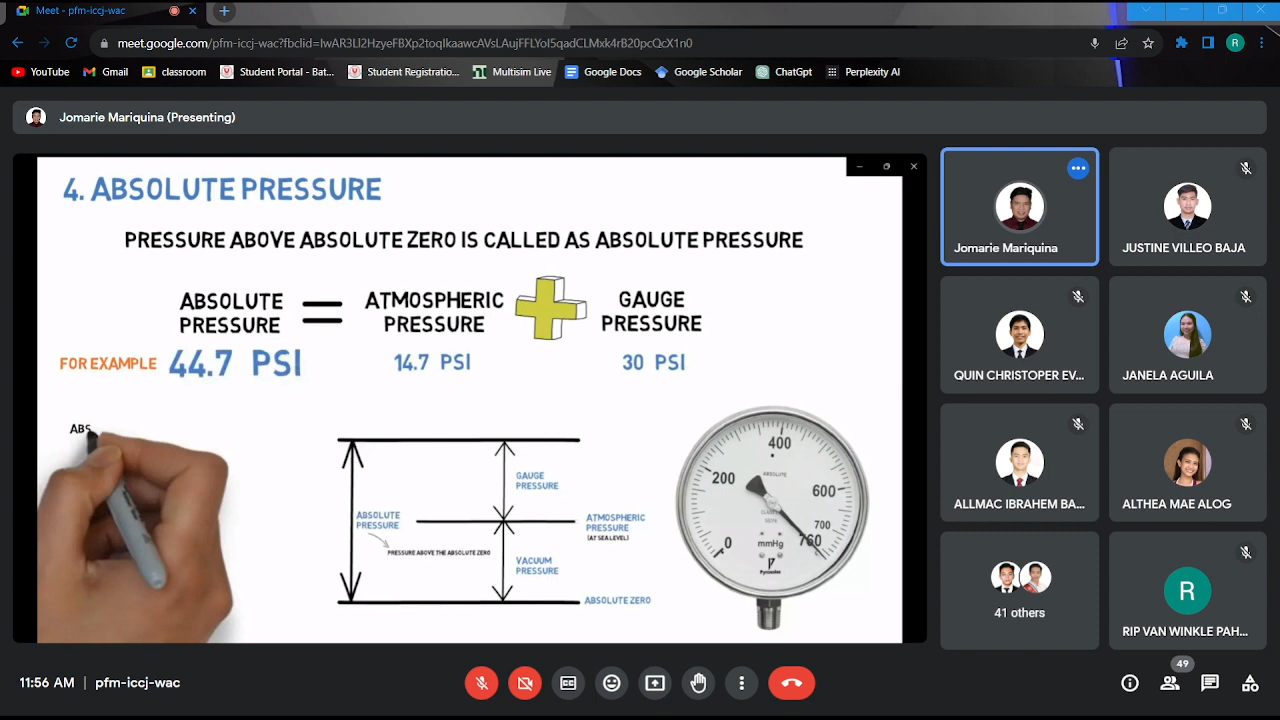 Meet - pfm-iccj-wac
meet.google.com/pfm-iccj-wac?fbclid=IwAR3Ll2HzyeFBXp2toqIkaawcAVsLAujFFLYoI5qadCLMxk4rB20pcQcX1n0
R
YouTube Gmail classroom Student Portal - Bat... Student Registratio... Multisim Live Google Docs Google Scholar ChatGpt Perplexity AI
Jomarie Mariquina (Presenting)
4. ABSOLUTE PRESSURE
PRESSURE ABOVE ABSOLUTE ZERO IS CALLED AS ABSOLUTE PRESSURE
ABSOLUTE
PRESSURE
=
ATMOSPHERIC
PRESSURE
GAUGE
PRESSURE
FOR EXAMPLE 44.7 PSI 14.7 PSI 30 PSI
ABS
GAUGE
PRESSURE
ABSOLUTE
PRESSURE
PRESSURE ABOVE THE ABSOLUTE ZERO
ATMOSPHERIC
PRESSURE
(AT SEA LEVEL)
VACUUM
PRESSURE
ABSOLUTE ZERO
400
ABSOLUTE
200
600
700
0
mmHg
760
Jomarie Mariquina
JUSTINE VILLEO BAJA
QUIN CHRISTOPER EV...
JANELA AGUILA
ALLMAC IBRAHEM BA...
ALTHEA MAE ALOG
41 others
R
RIP VAN WINKLE PAH...
11:56 AM | pfm-iccj-wac
49